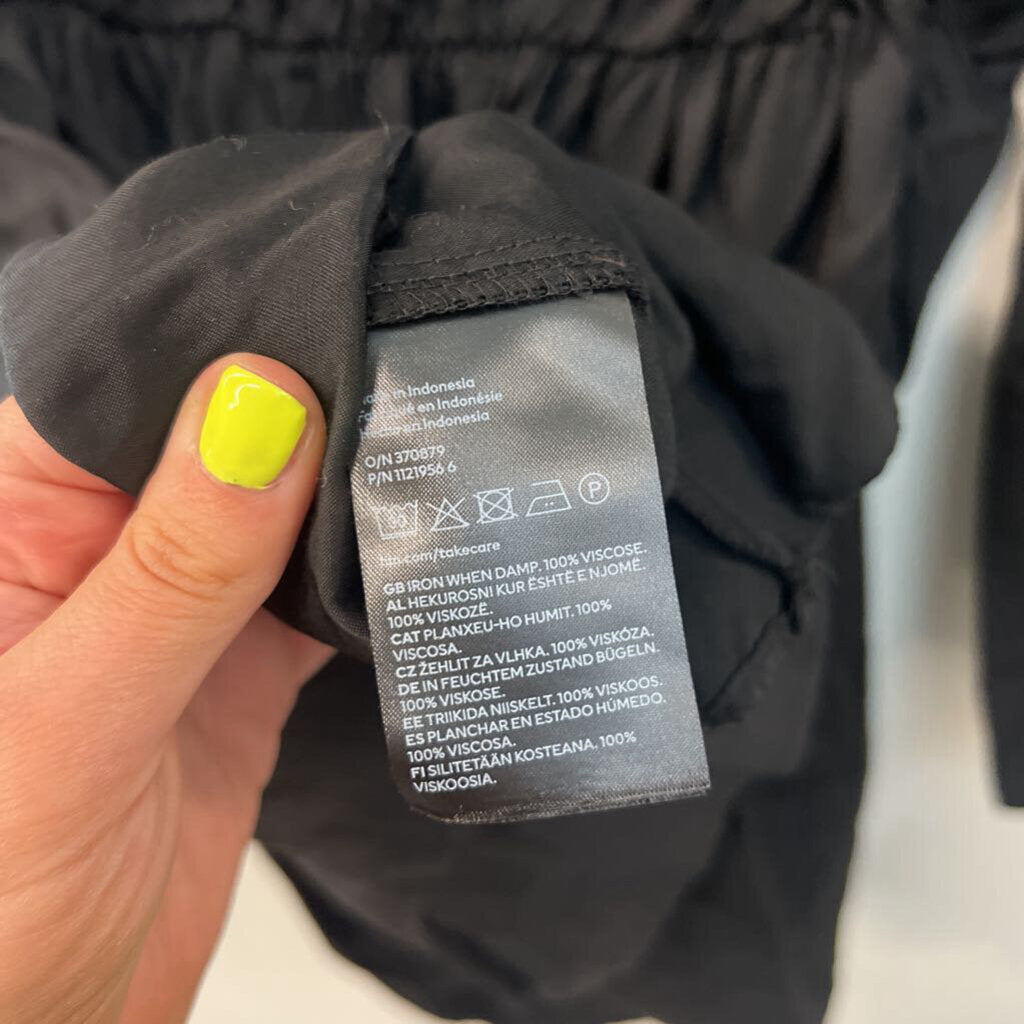 in Indonesia
en Indonésie
en Indonesia
O/N 370879
P/N 1121956 6
P
hm.com/takecare
GB IRON WHEN DAMP. 100% VISCOSE.
AL HEKUROSNI KUR ËSHTË E NJOMË.
100% VISKOZË.
CAT PLANXEU-HO HUMIT. 100%
VISCOSA.
CZ ŽEHLIT ZA VLHKA. 100% VISKÓZA.
DE IN FEUCHTEM ZUSTAND BÜGELN.
100% VISKOSE.
EE TRIIKIDA NIISKELT. 100% VISKOOS.
ES PLANCHAR EN ESTADO HÚMEDO.
100% VISCOSA.
FI SILITETÄÄN KOSTEANA. 100%
VISKOOSIA.